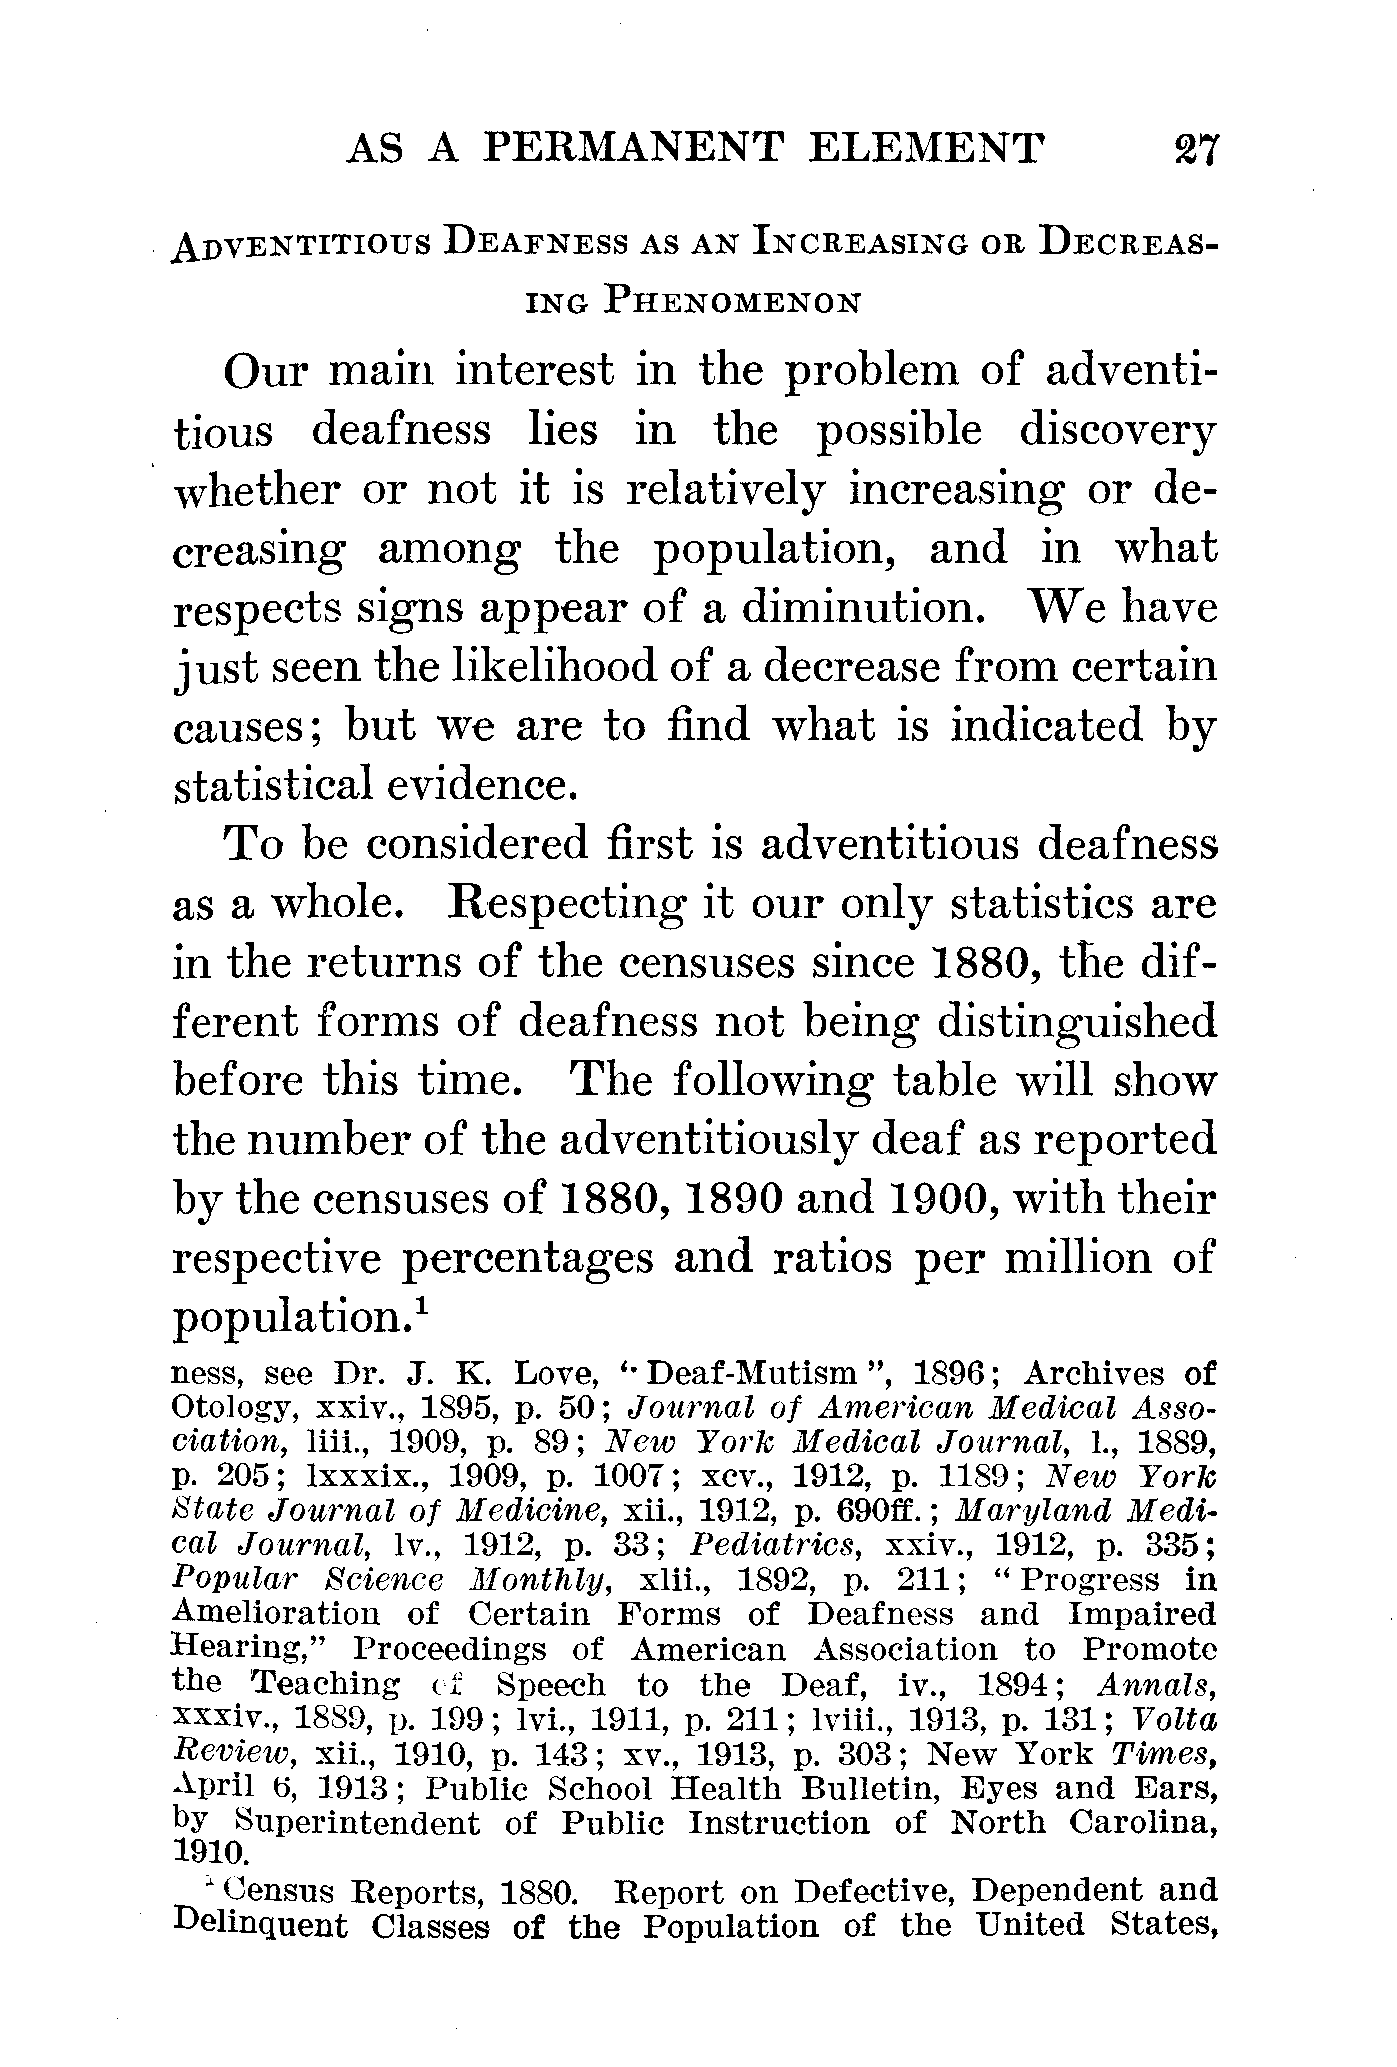 AS A PERMANENT ELEMENT 27
ADVENTITIOUS DEAFNESS AS AN INCREASING OR DECREAS-
ING PHENOMENON
Our main interest in the problem of adventi-
tious deafness lies in the possible discovery
whether or not it is relatively increasing or de-
creasing among the population, and in what
respects signs appear of a diminution. We have
just seen the likelihood of a decrease from certain
causes; but we are to find what is indicated by
statistical evidence.
To be considered first is adventitious deafness
as a whole. Respecting it our only statistics are
in the returns of the censuses since 1880, the dif-
ferent forms of deafness not being distinguished
before this time. The following table will show
the number of the adventitiously deaf as reported
by the censuses of 1880, 1890 and 1900, with their
respective percentages and ratios per million of
population.¹
ness, see Dr. J. K. Love, “Deaf-Mutism”, 1896; Archives of
Otology, xxiv., 1895, p. 50; Journal of American Medical Asso-
ciation, liii., 1909, p. 89; New York Medical Journal, l., 1889,
p. 205; lxxxix., 1909, p. 1007; xcv., 1912, p. 1189; New York
State Journal of Medicine, xii., 1912, p. 690ff.; Maryland Medi-
cal Journal, lv., 1912, p. 33; Pediatrics, xxiv., 1912, p. 335;
Popular Science Monthly, xlii., 1892, p. 211; “Progress in
Amelioration of Certain Forms of Deafness and Impaired
Hearing,” Proceedings of American Association to Promote
the Teaching of Speech to the Deaf, iv., 1894; Annals,
xxxiv., 1889, p. 199; lvi., 1911, p. 211; lviii., 1913, p. 131; Volta
Review, xii., 1910, p. 143; xv., 1913, p. 303; New York Times,
April 6, 1913; Public School Health Bulletin, Eyes and Ears,
by Superintendent of Public Instruction of North Carolina,
1910.
¹ Census Reports, 1880. Report on Defective, Dependent and
Delinquent Classes of the Population of the United States,